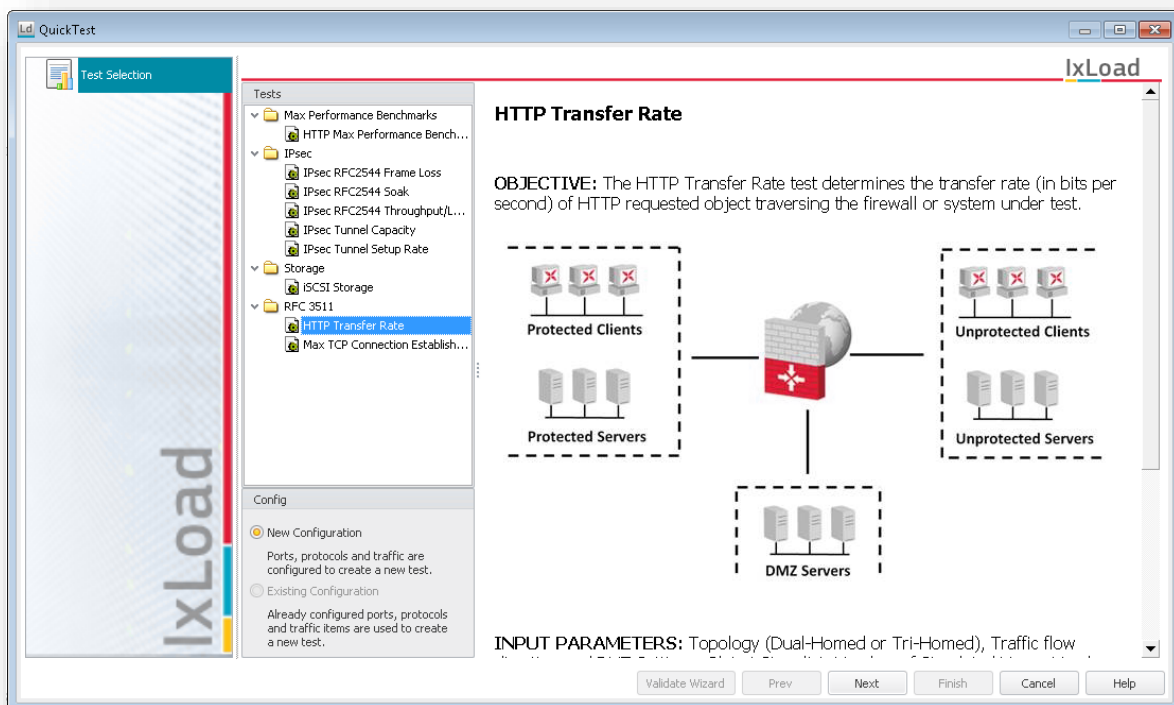 Ld QuickTest
Test Selection
IxLoad
Tests
Max Performance Benchmarks
HTTP Max Performance Bench...
IPsec
IPsec RFC2544 Frame Loss
IPsec RFC2544 Soak
IPsec RFC2544 Throughput/L...
IPsec Tunnel Capacity
IPsec Tunnel Setup Rate
Storage
iSCSI Storage
RFC 3511
HTTP Transfer Rate
Max TCP Connection Establish...
Config
New Configuration
Ports, protocols and traffic are
configured to create a new test.
Existing Configuration
Already configured ports, protocols
and traffic items are used to create
a new test.
IxLoad
HTTP Transfer Rate
OBJECTIVE: The HTTP Transfer Rate test determines the transfer rate (in bits per
second) of HTTP requested object traversing the firewall or system under test.
Protected Clients
Unprotected Clients
Protected Servers
Unprotected Servers
DMZ Servers
INPUT PARAMETERS: Topology (Dual-Homed or Tri-Homed), Traffic flow
Validate Wizard
Prev
Next
Finish
Cancel
Help